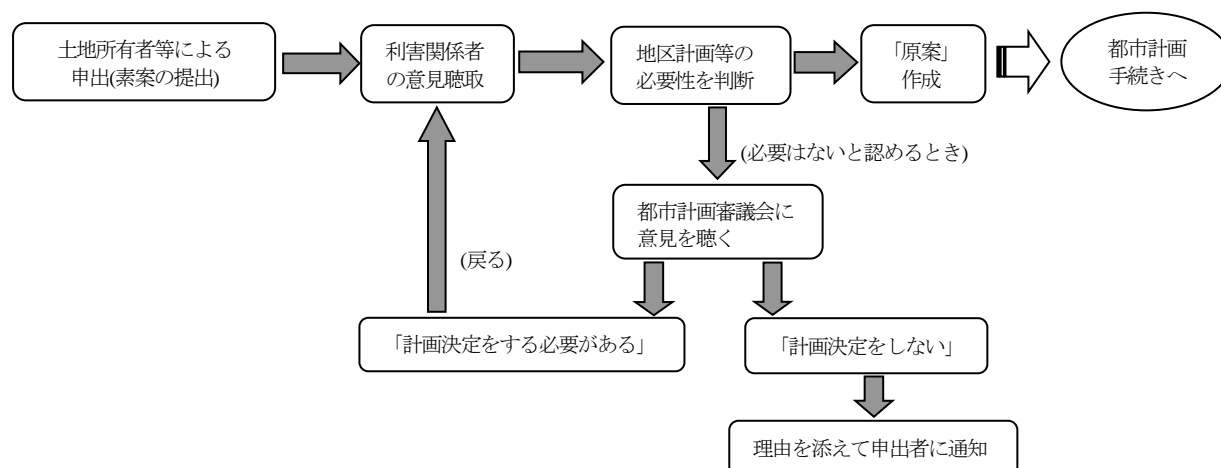 土地所有者等による
申出(素案の提出)
利害関係者
の意見聴取
地区計画等の
必要性を判断
「原案」
作成
都市計画
手続きへ
(必要はないと認めるとき)
都市計画審議会に
意見を聴く
(戻る)
「計画決定をする必要がある」
「計画決定をしない」
理由を添えて申出者に通知